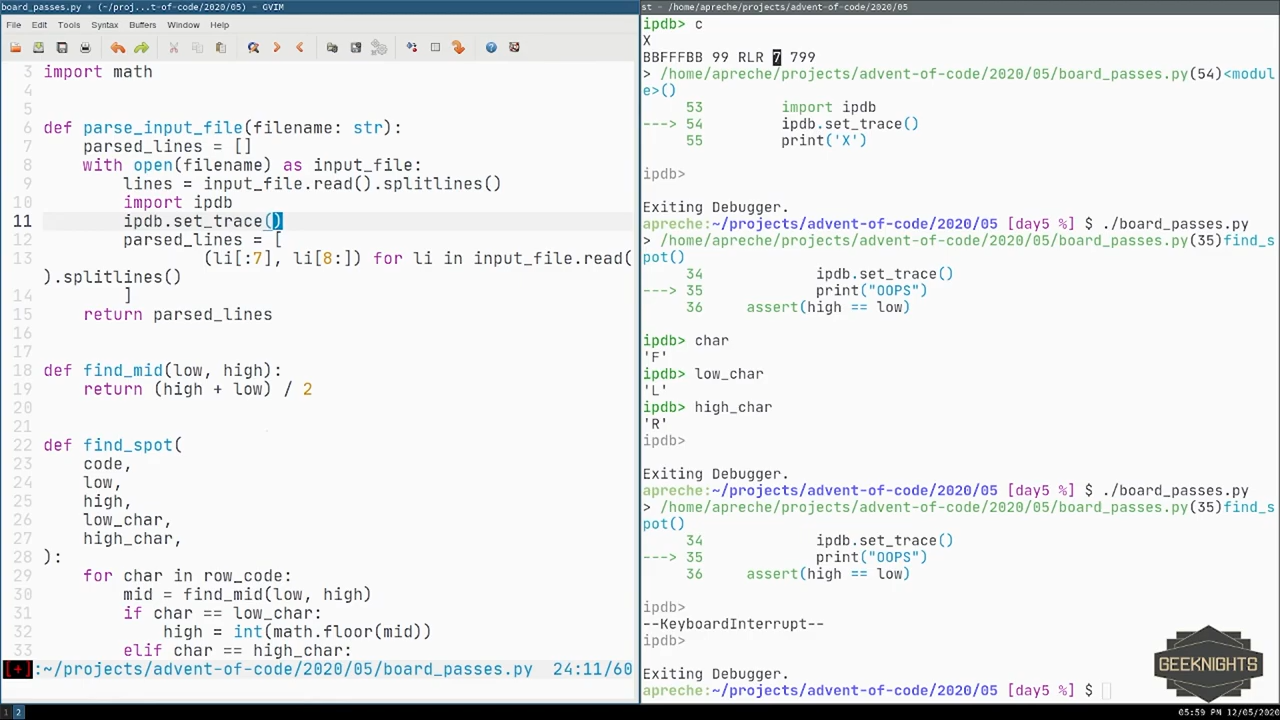 board_passes.py + (~/proj...t-of-code/2020/05) - GVIM
File Edit Tools Syntax Buffers Window Help
3 import math
4
5
6 def parse_input_file(filename: str):
7 parsed_lines = []
8 with open(filename) as input_file:
9 lines = input_file.read().splitlines()
10 import ipdb
11 ipdb.set_trace()
12 parsed_lines = [
13 (li[:7], li[8:]) for li in input_file.read(
).splitlines()
14 ]
15 return parsed_lines
16
17
18 def find_mid(low, high):
19 return (high + low) / 2
20
21
22 def find_spot(
23 code,
24 low,
25 high,
26 low_char,
27 high_char,
28 ):
29 for char in row_code:
30 mid = find_mid(low, high)
31 if char == low_char:
32 high = int(math.floor(mid))
33 elif char == high_char:
[+]:~/projects/advent-of-code/2020/05/board_passes.py 24:11/60
1 2
st - /home/apreche/projects/advent-of-code/2020/05
ipdb> c
X
BBFFFBB 99 RLR 7 799
> /home/apreche/projects/advent-of-code/2020/05/board_passes.py(54)<modul
e>()
53 import ipdb
---> 54 ipdb.set_trace()
55 print('X')
ipdb>
Exiting Debugger.
apreche:~/projects/advent-of-code/2020/05 [day5 %] $ ./board_passes.py
> /home/apreche/projects/advent-of-code/2020/05/board_passes.py(35)find_s
pot()
34 ipdb.set_trace()
---> 35 print("OOPS")
36 assert(high == low)
ipdb> char
'F'
ipdb> low_char
'L'
ipdb> high_char
'R'
ipdb>
Exiting Debugger.
apreche:~/projects/advent-of-code/2020/05 [day5 %] $ ./board_passes.py
> /home/apreche/projects/advent-of-code/2020/05/board_passes.py(35)find_s
pot()
34 ipdb.set_trace()
---> 35 print("OOPS")
36 assert(high == low)
ipdb>
--KeyboardInterrupt--
ipdb>
Exiting Debugger.
apreche:~/projects/advent-of-code/2020/05 [day5 %] $
GEEKNIGHTS
05:59 PM 12/05/2020